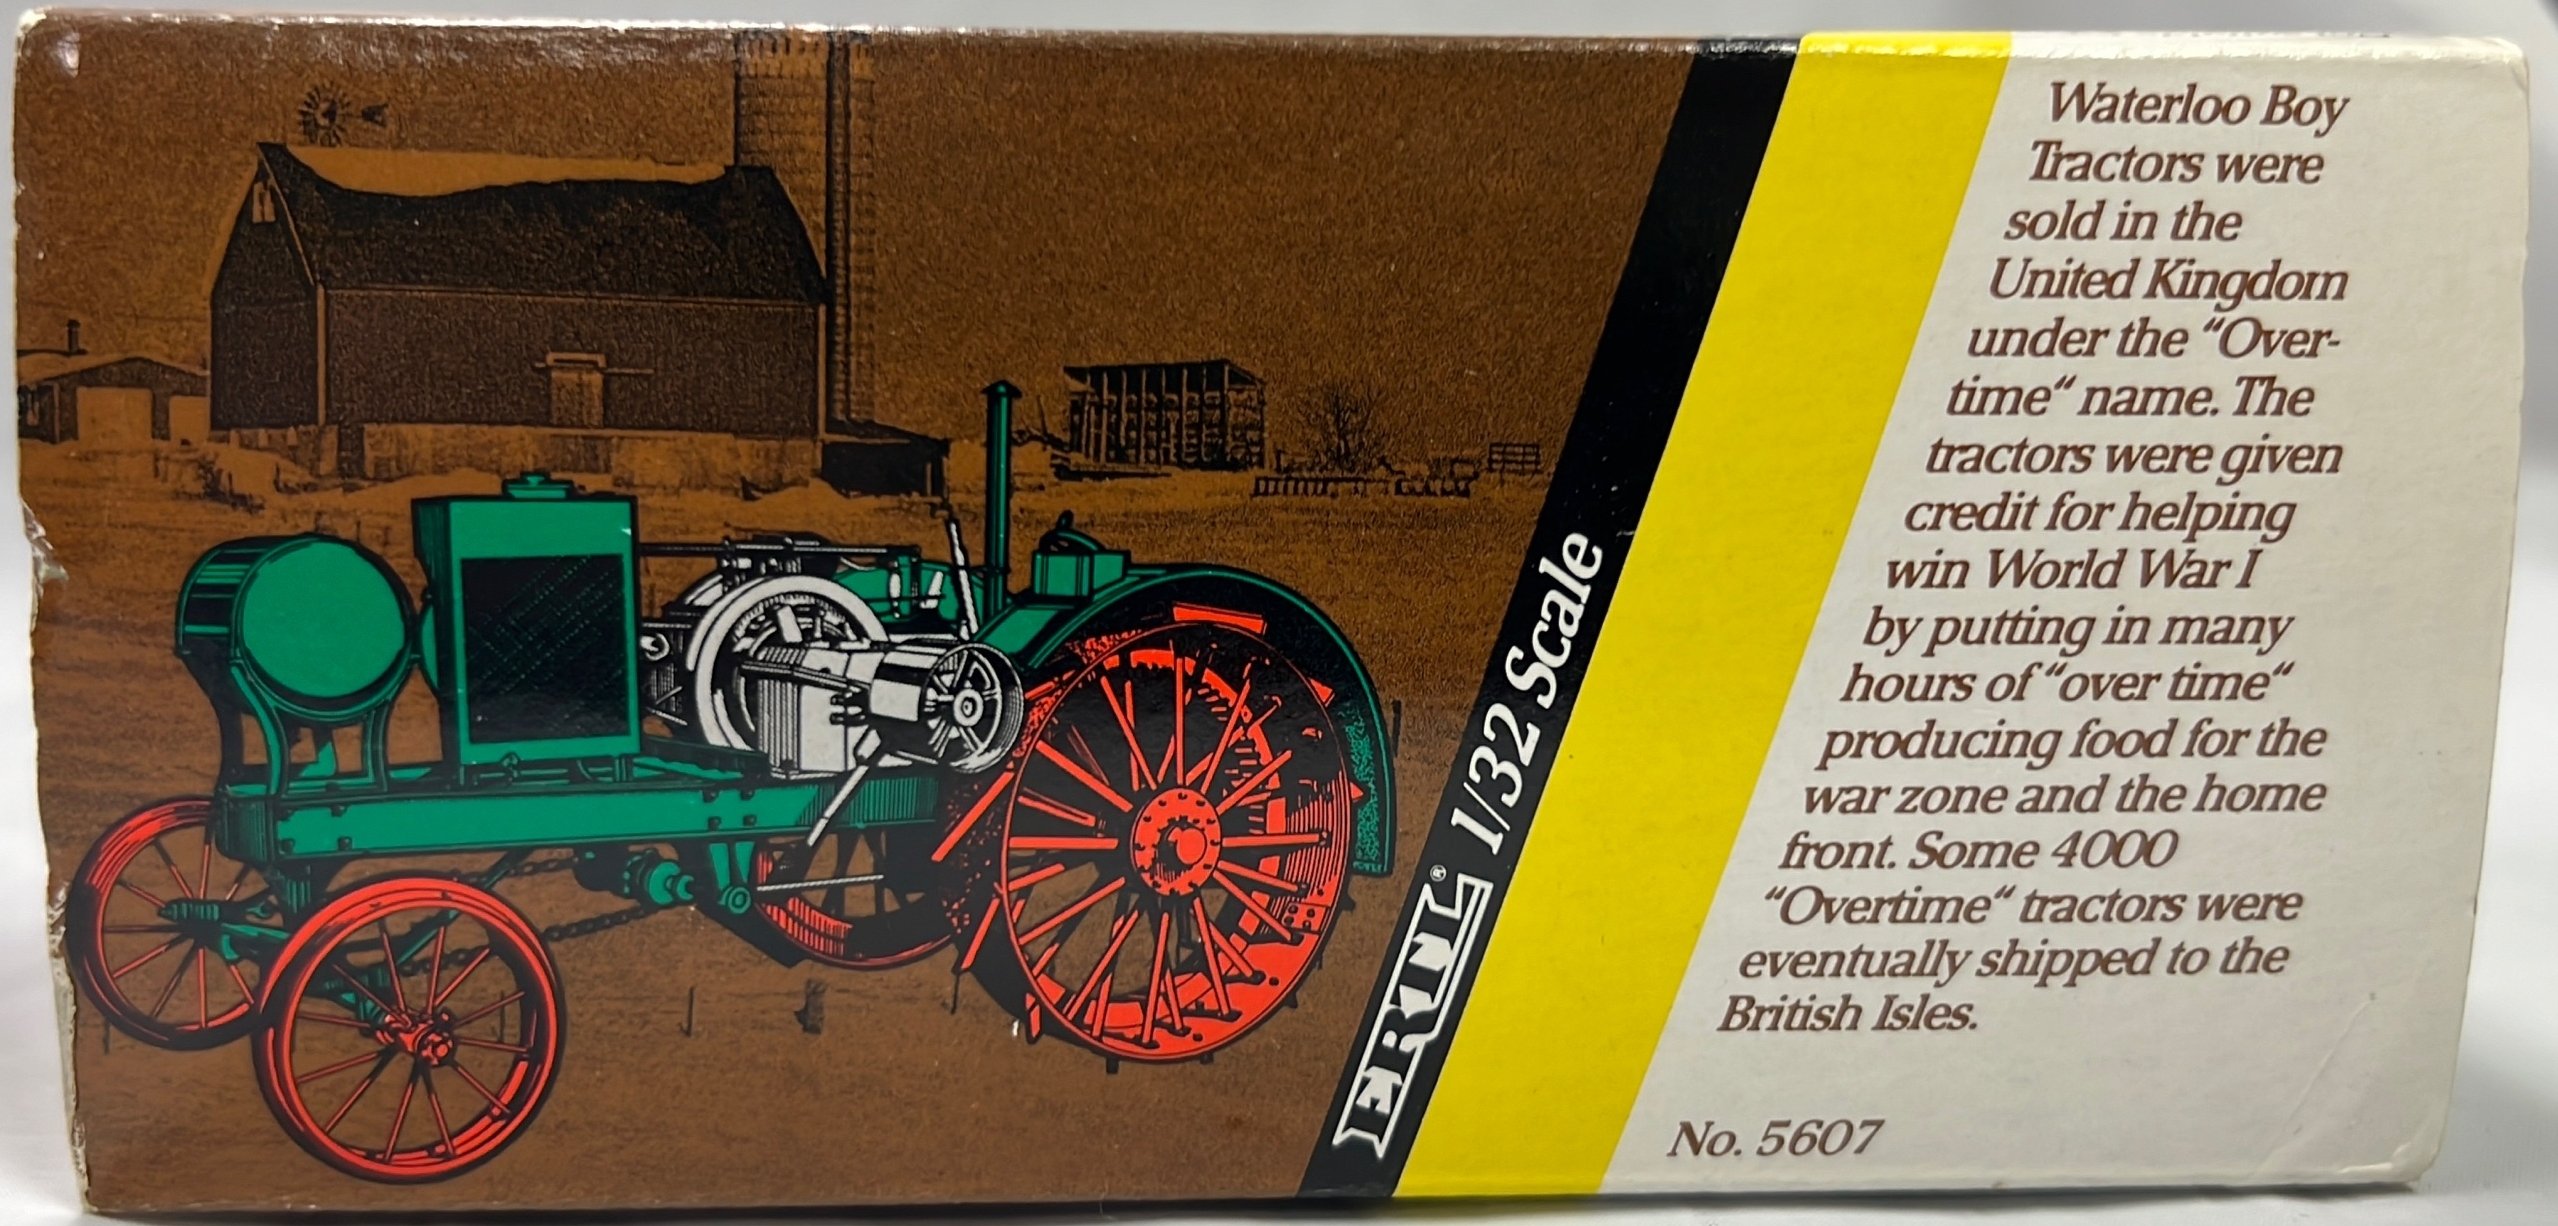 Waterloo Boy
Tractors were
sold in the
United Kingdom
under the “Over-
time“ name. The
tractors were given
credit for helping
win World War I
by putting in many
hours of “over time“
producing food for the
war zone and the home
front. Some 4000
“Overtime“ tractors were
eventually shipped to the
British Isles.
No. 5607
ERTL® 1/32 Scale